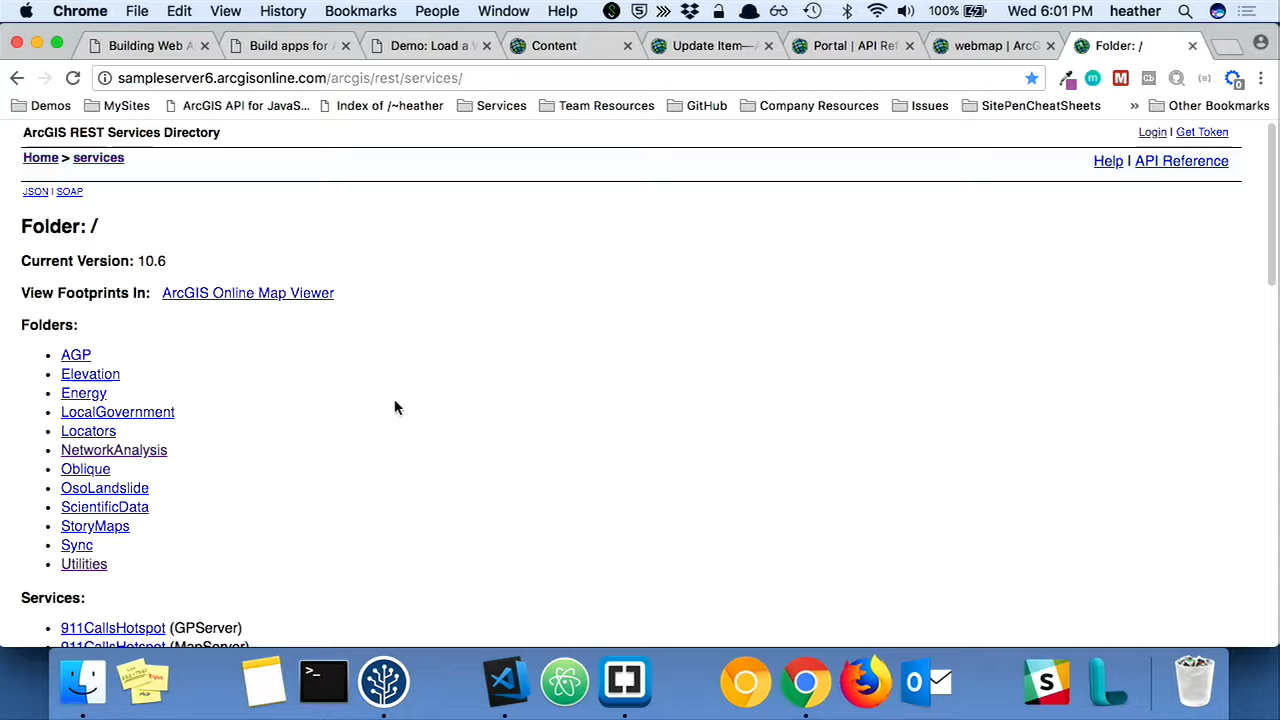 Chrome File Edit View History Bookmarks People Window Help 100% Wed 6:01 PM heather
Building Web A Build apps for A Demo: Load a W Content Update Item— Portal | API Ref webmap | ArcG Folder: /
sampleserver6.arcgisonline.com/arcgis/rest/services/
Demos MySites ArcGIS API for JavaS... Index of /~heather Services Team Resources GitHub Company Resources Issues SitePenCheatSheets » Other Bookmarks
ArcGIS REST Services Directory Login | Get Token
Home > services Help | API Reference
JSON | SOAP
Folder: /
Current Version: 10.6
View Footprints In: ArcGIS Online Map Viewer
Folders:
• AGP
• Elevation
• Energy
• LocalGovernment
• Locators
• NetworkAnalysis
• Oblique
• OsoLandslide
• ScientificData
• StoryMaps
• Sync
• Utilities
Services:
• 911CallsHotspot (GPServer)
911CallsHotspot (MapServer)